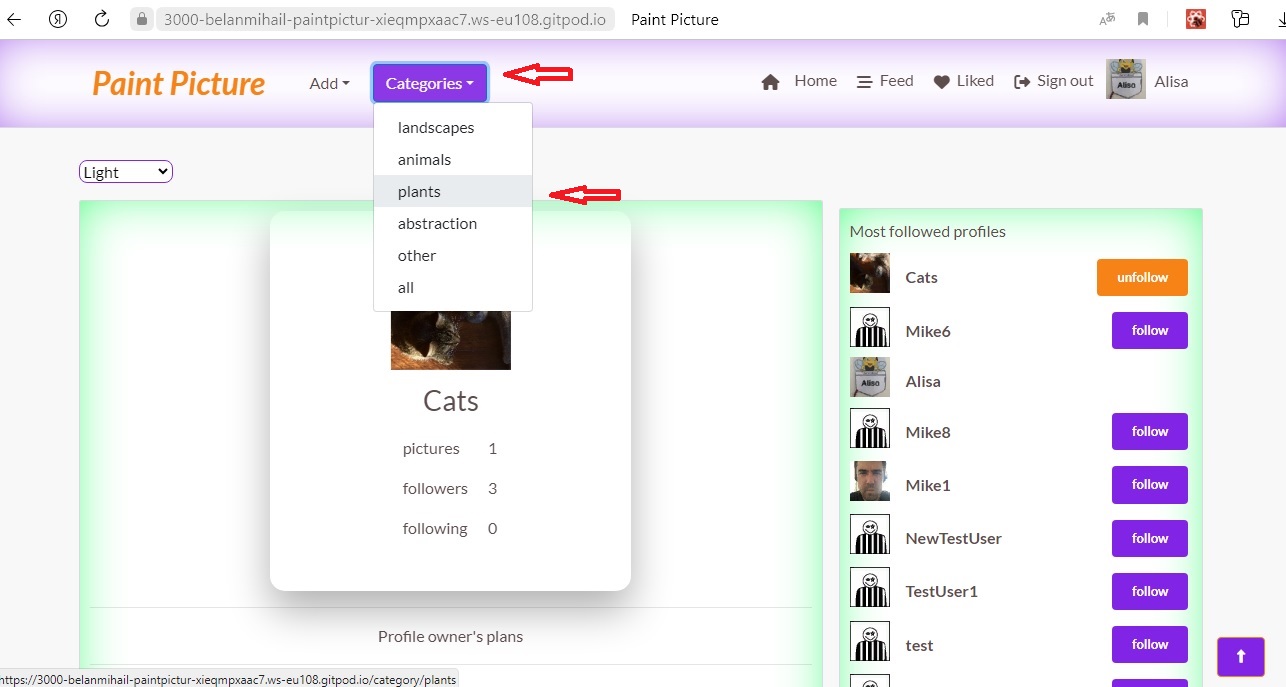 3000-belanmihail-paintpictur-xieqmpxaac7.ws-eu108.gitpod.io Paint Picture
Paint Picture Add Categories Home Feed Liked Sign out Alisa Alisa
landscapes
animals
plants
abstraction
other
all
Light
Cats
pictures 1
followers 3
following 0
Profile owner's plans
Most followed profiles
Cats unfollow
Mike6 follow
Alisa Alisa
Mike8 follow
Mike1 follow
NewTestUser follow
TestUser1 follow
test follow
https://3000-belanmihail-paintpictur-xieqmpxaac7.ws-eu108.gitpod.io/category/plants